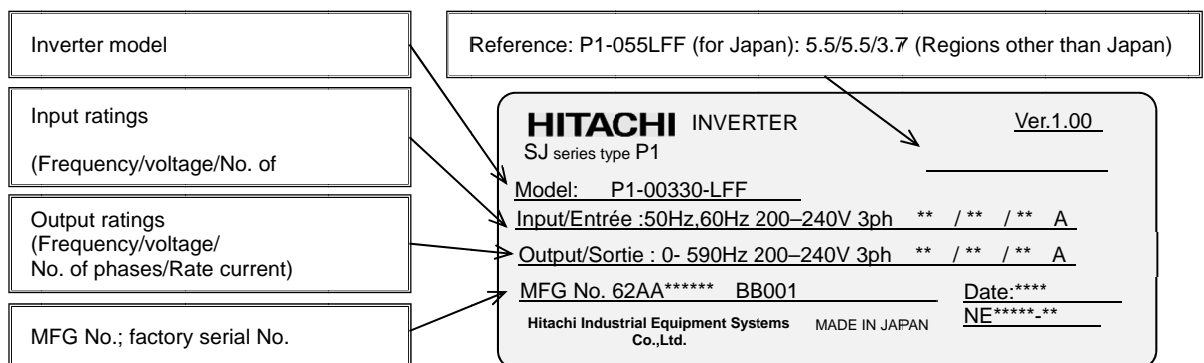 Inverter model
Reference: P1-055LFF (for Japan): 5.5/5.5/3.7 (Regions other than Japan)
Input ratings
(Frequency/voltage/No. of
Output ratings
(Frequency/voltage/
No. of phases/Rate current)
MFG No.; factory serial No.
HITACHI INVERTER Ver.1.00
SJ series type P1
Model: P1-00330-LFF
Input/Entrée :50Hz,60Hz 200–240V 3ph ** / ** / ** A
Output/Sortie : 0- 590Hz 200–240V 3ph ** / ** / ** A
MFG No. 62AA****** BB001 Date:****
NE*****-**
Hitachi Industrial Equipment Systems
Co.,Ltd.
MADE IN JAPAN